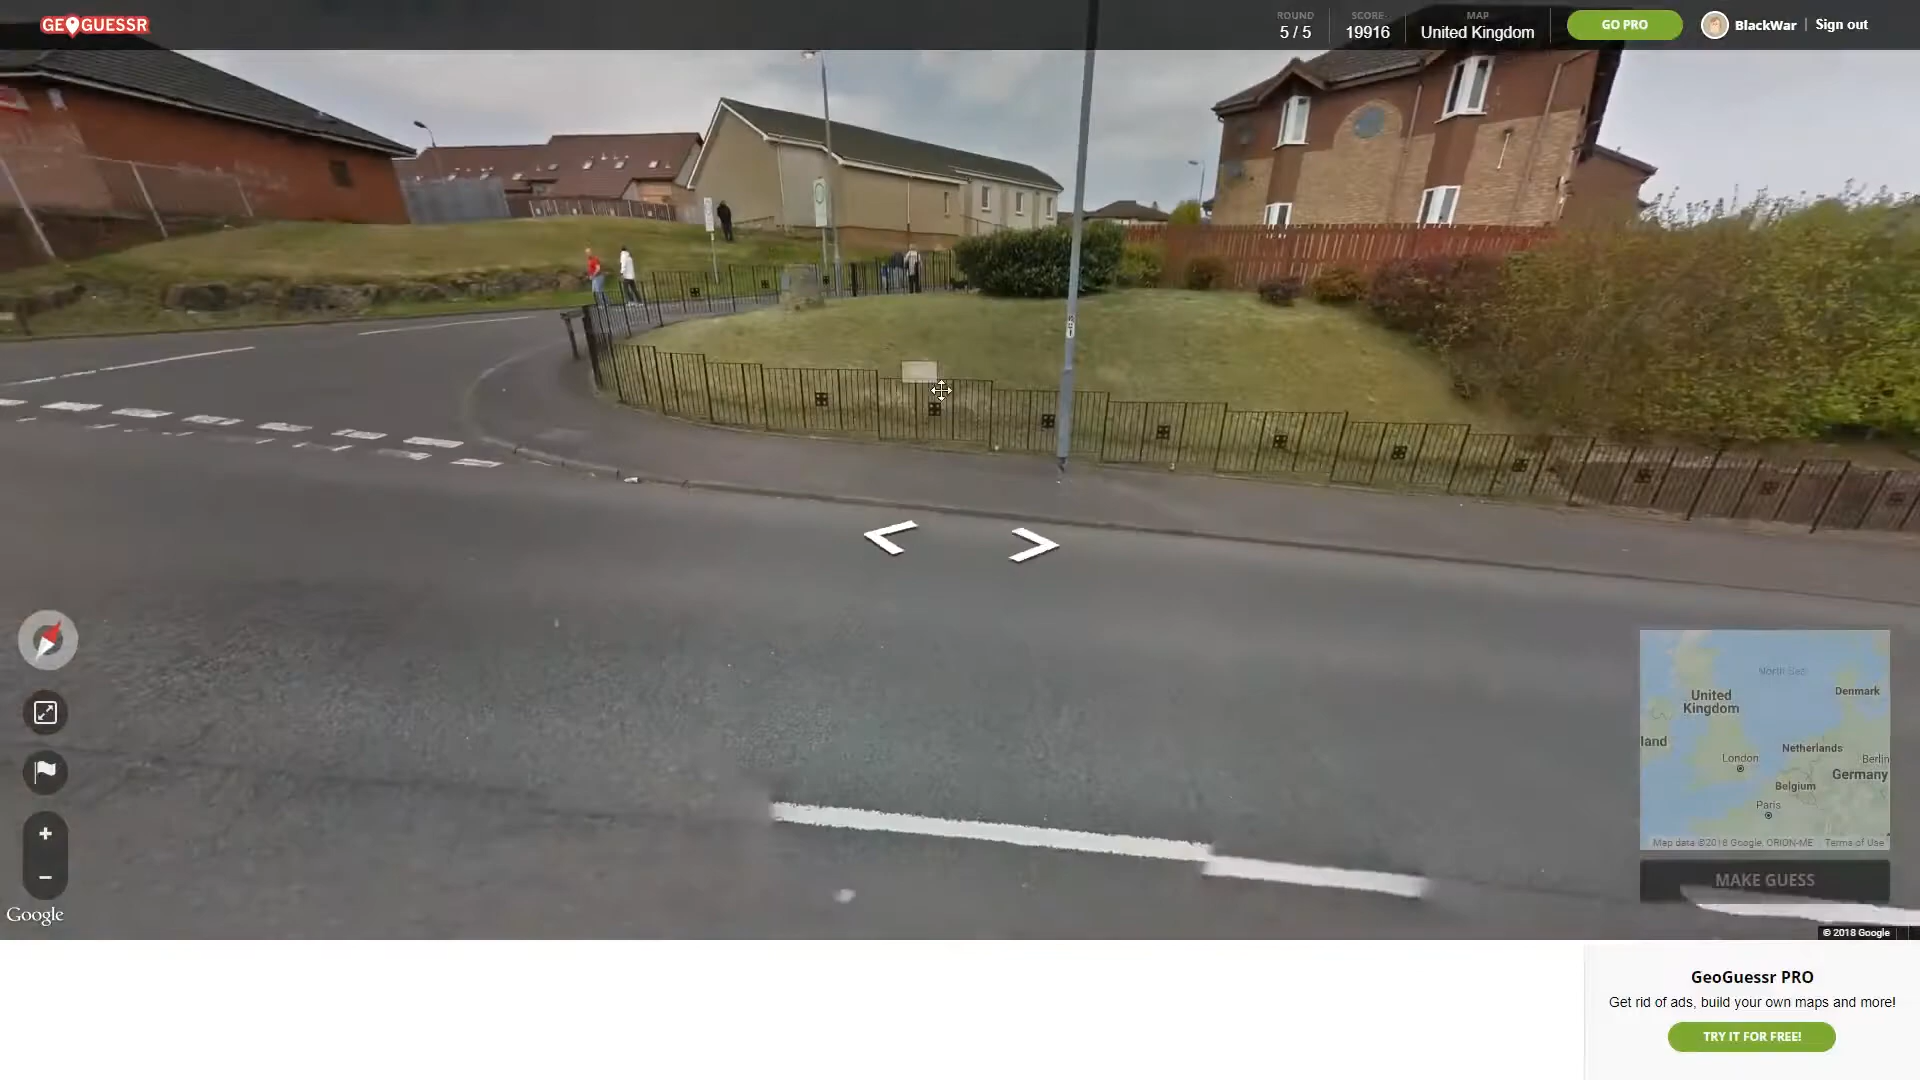 GEOGUESSR
ROUND
5 / 5
SCORE
19916
MAP
United Kingdom
GO PRO
BlackWar
Sign out
North Sea
United
Kingdom
Denmark
land
London
Netherlands
Berlin
Germany
Belgium
Paris
Map data ©2018 Google, ORION-ME
Terms of Use
MAKE GUESS
Google
© 2018 Google
GeoGuessr PRO
Get rid of ads, build your own maps and more!
TRY IT FOR FREE!